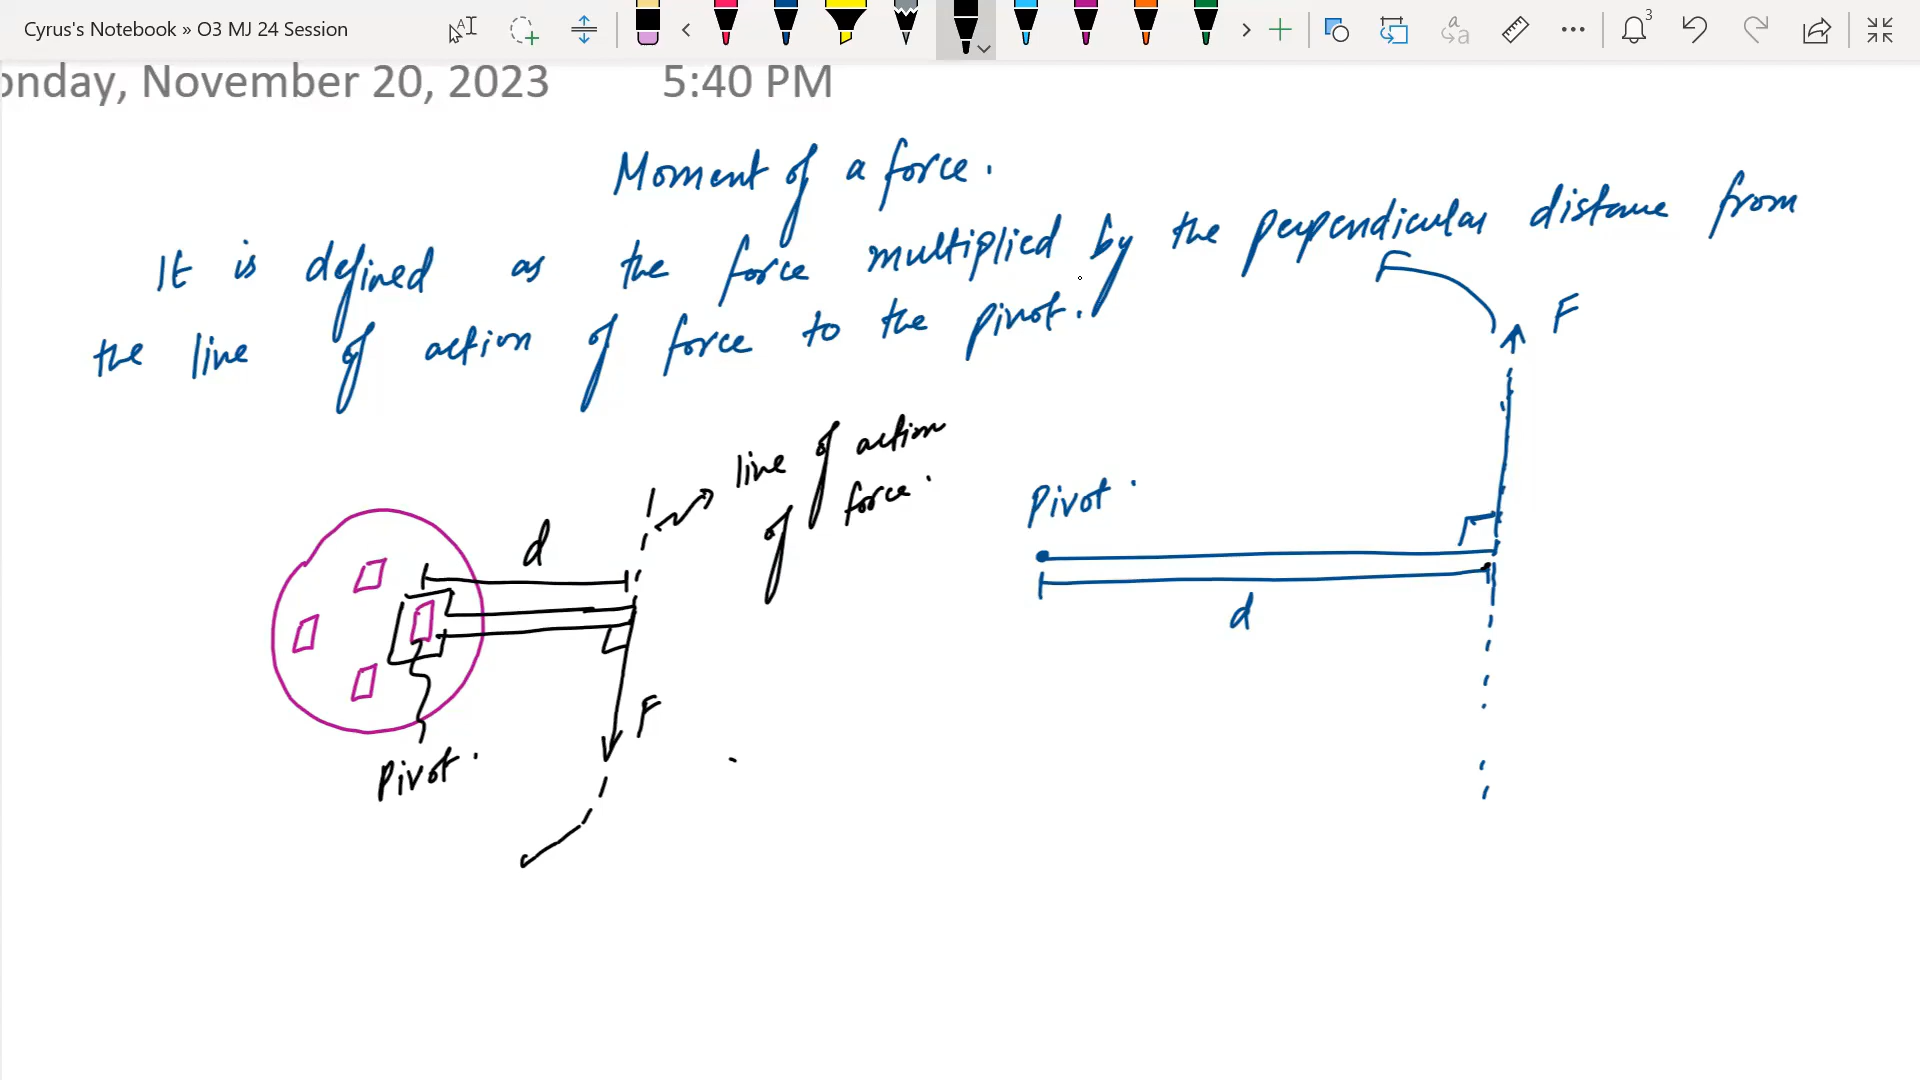 Cyrus's Notebook » O3 MJ 24 Session
3
onday, November 20, 2023 5:40 PM
Moment of a force.
It is defined as the force multiplied by the perpendicular distance from
the line of action of force to the pivot.
F
line of action
of force.
Pivot.
d
d
F
Pivot.